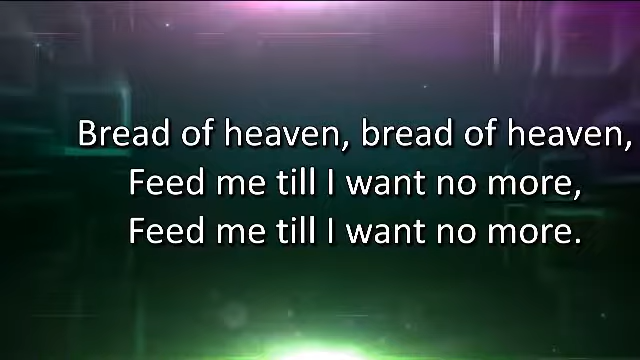 Bread of heaven, bread of heaven,
Feed me till I want no more,
Feed me till I want no more.